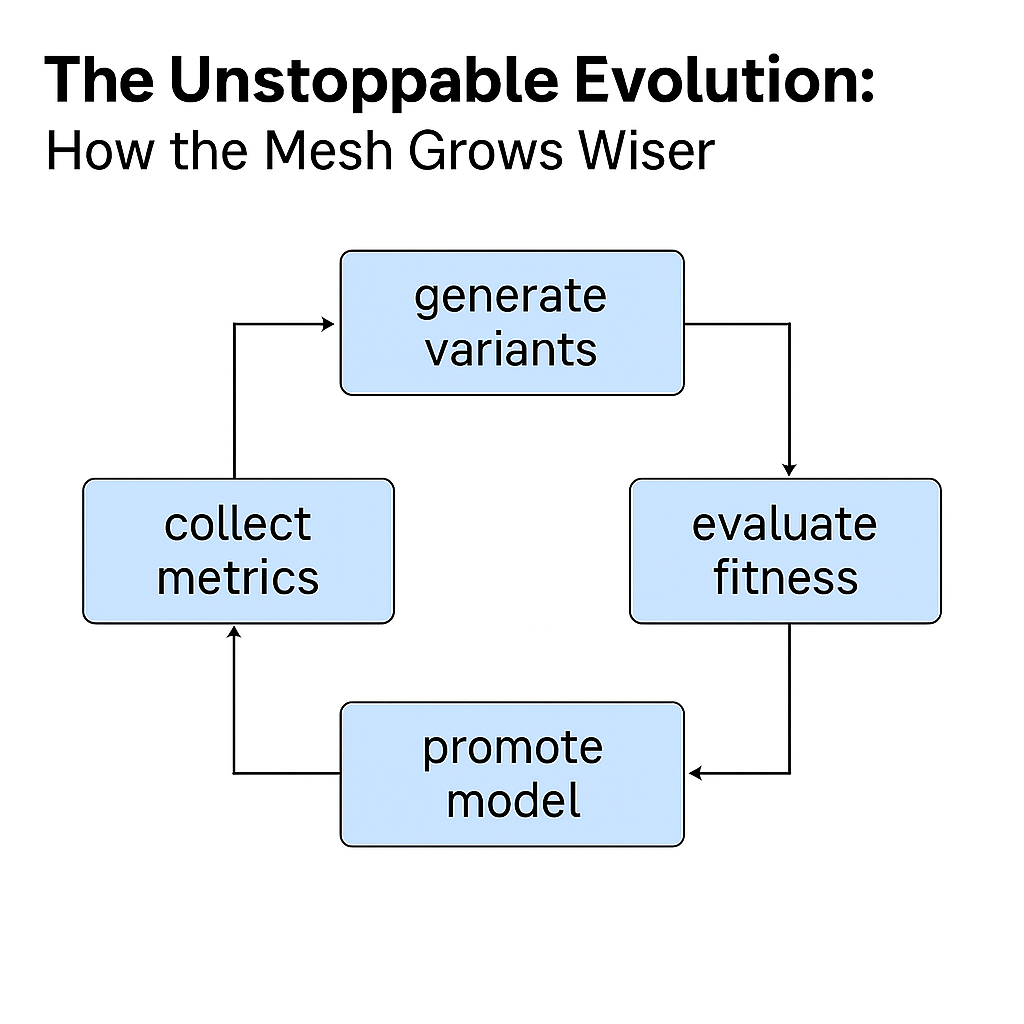 The Unstoppable Evolution:
How the Mesh Grows Wiser
generate
variants
collect
metrics
evaluate
fitness
promote
model